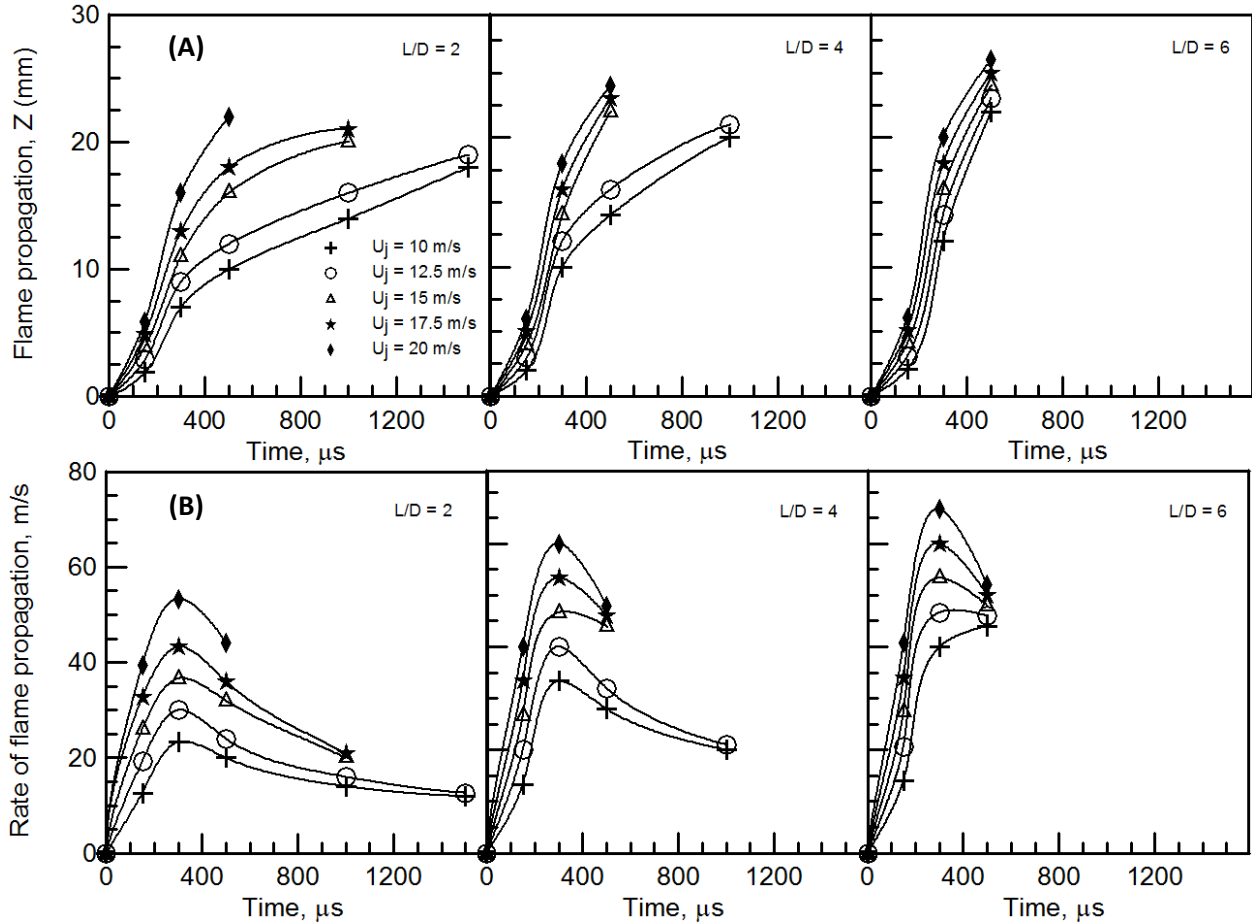 (A)
L/D = 2
L/D = 4
L/D = 6
Flame propagation, Z (mm)
30
20
10
0
Uj = 10 m/s
Uj = 12.5 m/s
Uj = 15 m/s
Uj = 17.5 m/s
Uj = 20 m/s
0 400 800 1200 0 400 800 1200 0 400 800 1200
Time, μs Time, μs Time, μs
(B)
L/D = 2
L/D = 4
L/D = 6
Rate of flame propagation, m/s
80
60
40
20
0
0 400 800 1200 0 400 800 1200 0 400 800 1200
Time, μs Time, μs Time, μs